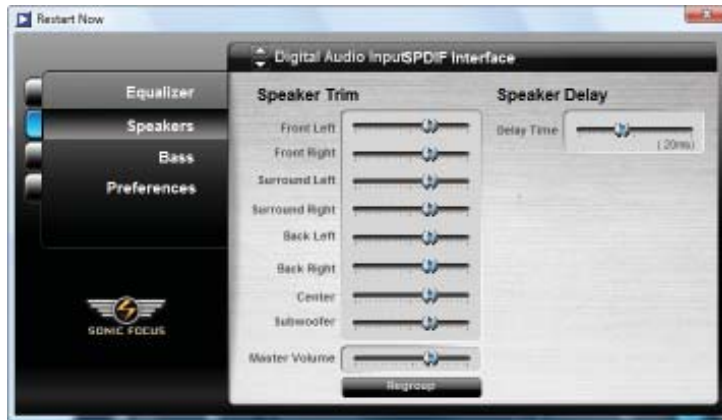 Restart Now
Digital Audio InputSPDIF Interface
Equalizer
Speakers
Bass
Preferences
SONIC FOCUS
Speaker Trim
Front Left
Front Right
Surround Left
Surround Right
Back Left
Back Right
Center
Subwoofer
Master Volume
Regroup
Speaker Delay
Delay Time
( 20ms)